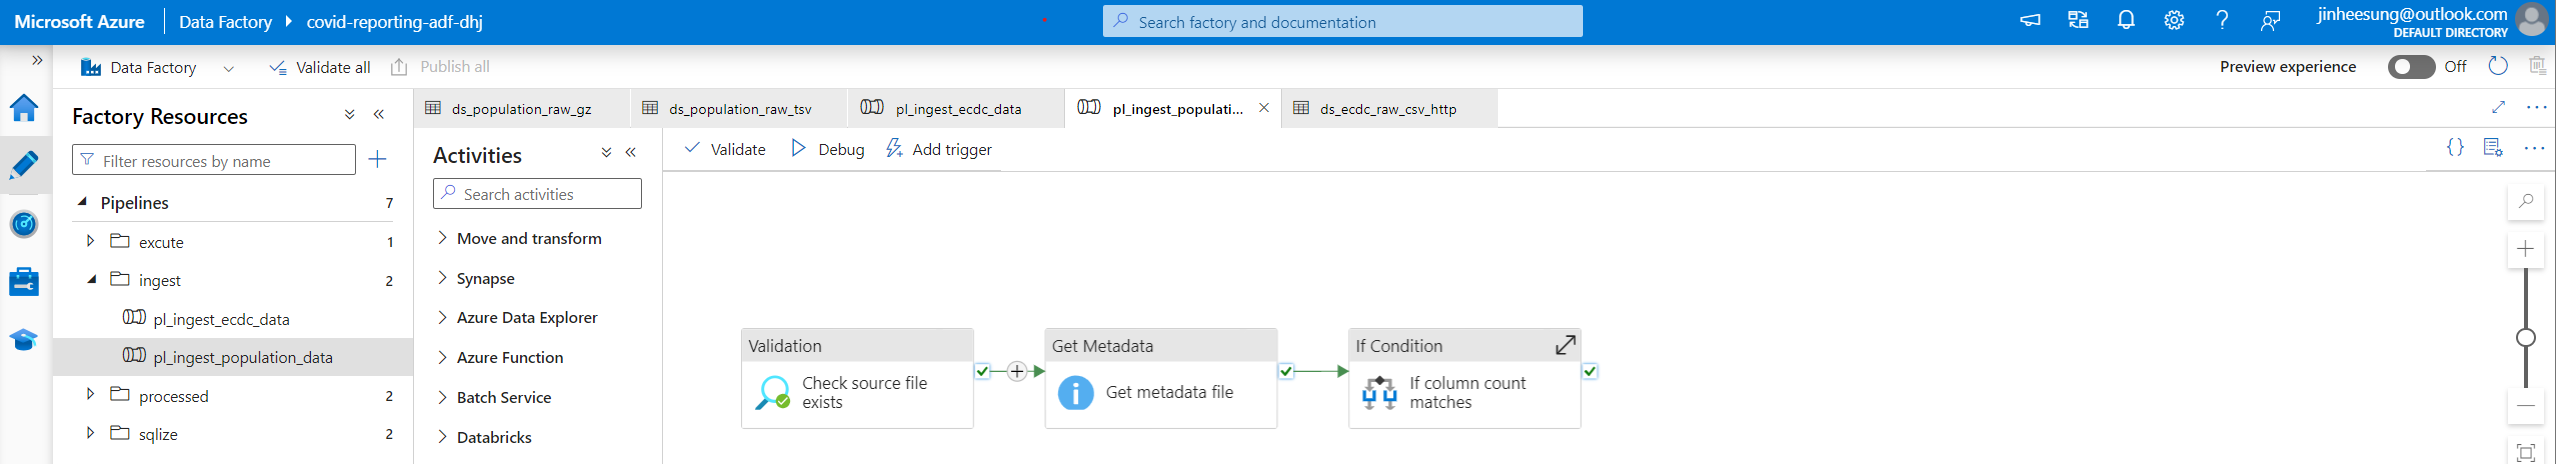 Microsoft Azure
Data Factory
covid-reporting-adf-dhj
Search factory and documentation
jinheesung@outlook.com
DEFAULT DIRECTORY
Data Factory
Validate all
Publish all
Preview experience
Off
Factory Resources
Filter resources by name
Pipelines
7
excute
1
ingest
2
pl_ingest_ecdc_data
pl_ingest_population_data
processed
2
sqlize
2
ds_population_raw_gz
ds_population_raw_tsv
pl_ingest_ecdc_data
pl_ingest_populati...
ds_ecdc_raw_csv_http
Activities
Search activities
Move and transform
Synapse
Azure Data Explorer
Azure Function
Batch Service
Databricks
Validate
Debug
Add trigger
Validation
Check source file
exists
Get Metadata
Get metadata file
If Condition
If column count
matches